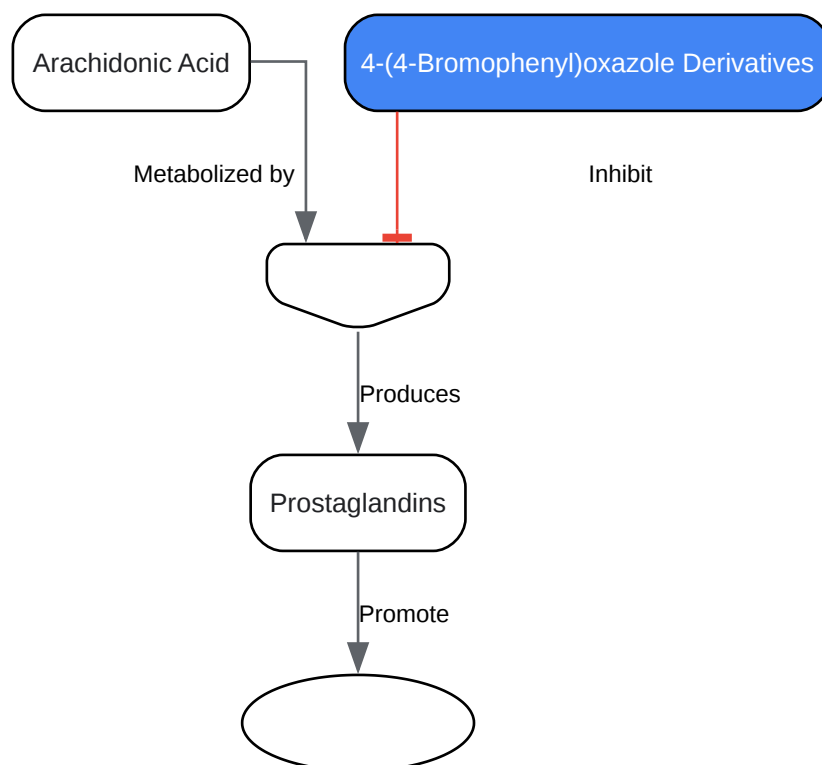 Arachidonic Acid
4-(4-Bromophenyl)oxazole Derivatives
Metabolized by
Inhibit
Produces
Prostaglandins
Promote